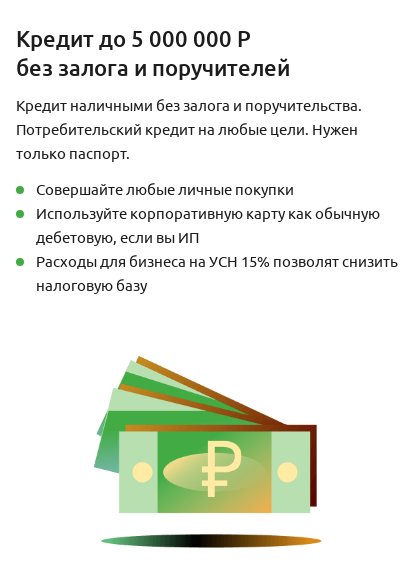 Кредит до 5 000 000 Р
без залога и поручителей
Кредит наличными без залога и поручительства.
Потребительский кредит на любые цели. Нужен
только паспорт.
Совершайте любые личные покупки
Используйте корпоративную карту как обычную
дебетовую, если вы ИП
Расходы для бизнеса на УСН 15% позволят снизить
налоговую базу
₽